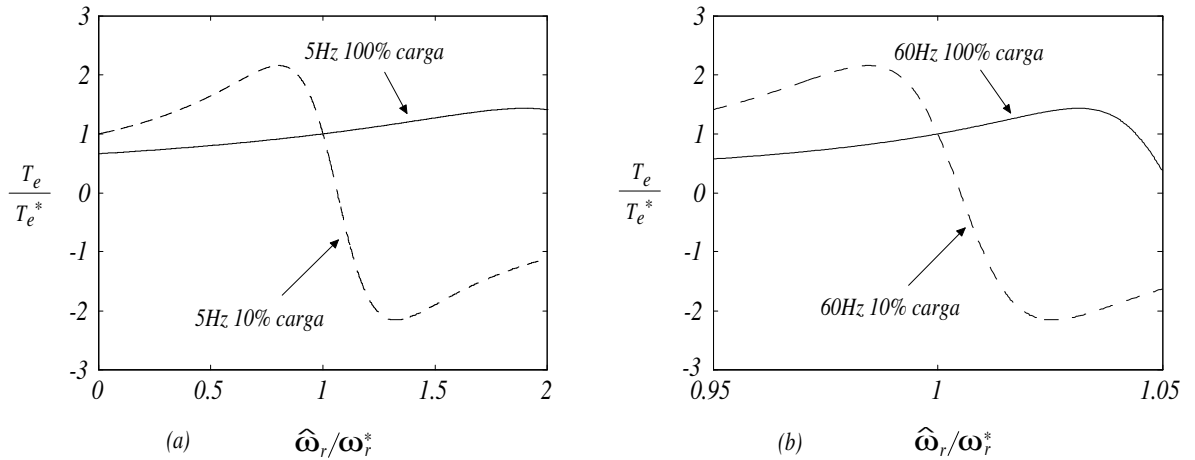 3
2
1
0
-1
-2
-3
T_e
T_e*
5Hz 100% carga
5Hz 10% carga
0 0.5 1 1.5 2
(a) ω̂_r/ω_r*
3
2
1
0
-1
-2
-3
T_e
T_e*
60Hz 100% carga
60Hz 10% carga
0.95 1 1.05
(b) ω̂_r/ω_r*